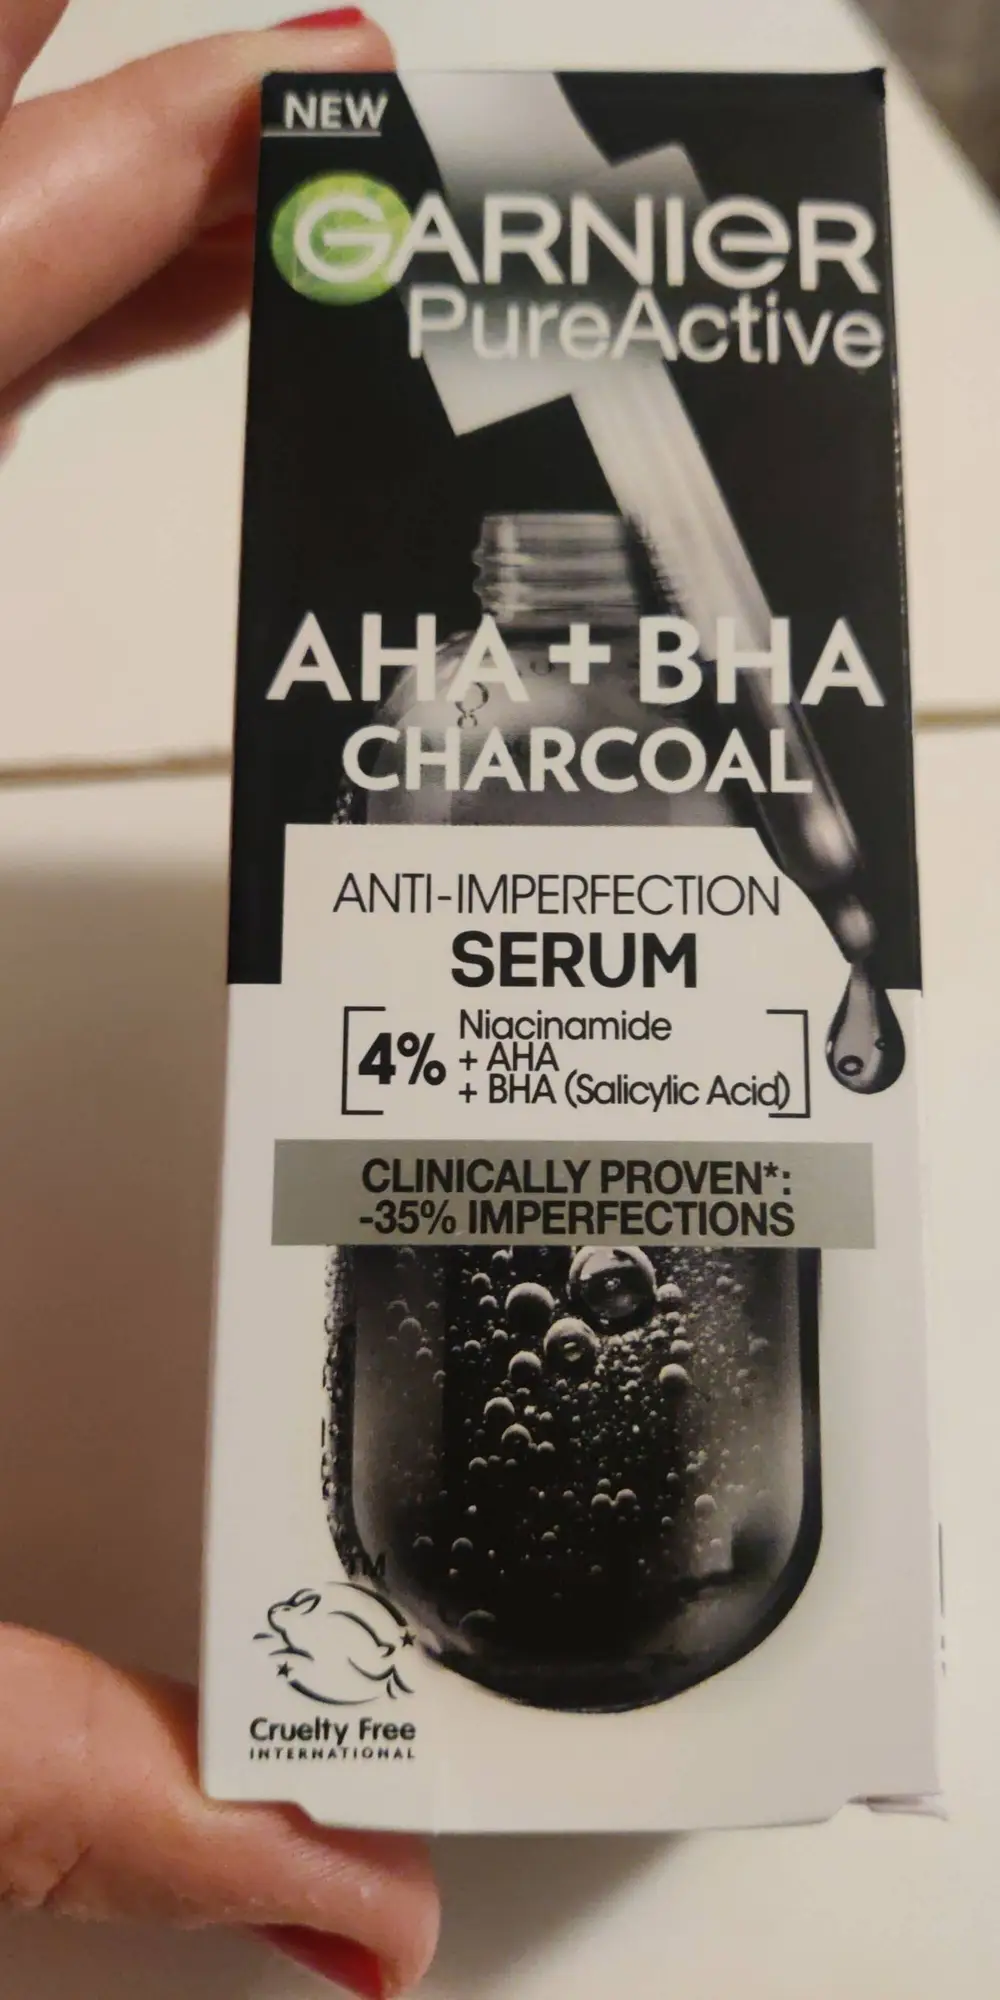 NEW
GARNIER
PureActive
AHA + BHA
CHARCOAL
ANTI-IMPERFECTION
SERUM
4% Niacinamide
+ AHA
+ BHA (Salicylic Acid)
CLINICALLY PROVEN*:
-35% IMPERFECTIONS
TM
Cruelty Free
INTERNATIONAL